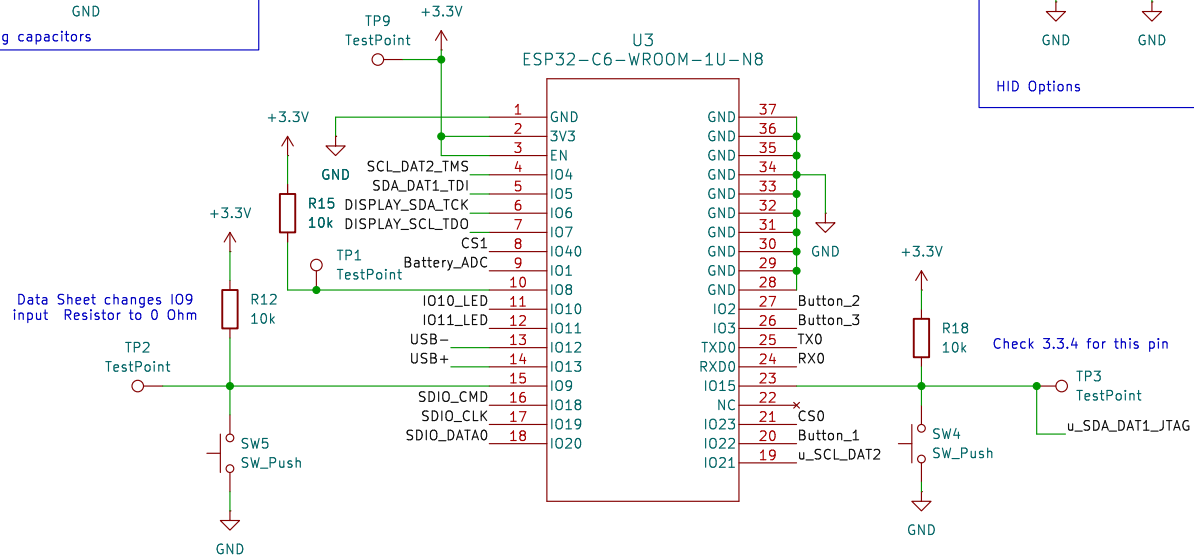 GND
g capacitors
TP9
TestPoint
+3.3V
U3
ESP32-C6-WROOM-1U-N8
GND
GND
HID Options
+3.3V
GND
R15
10k
+3.3V
TP1
TestPoint
Data Sheet changes IO9
input  Resistor to 0 Ohm
R12
10k
TP2
TestPoint
SW5
SW_Push
GND
SCL_DAT2_TMS
SDA_DAT1_TDI
DISPLAY_SDA_TCK
DISPLAY_SCL_TDO
CS1
Battery_ADC
IO10_LED
IO11_LED
USB-
USB+
SDIO_CMD
SDIO_CLK
SDIO_DATA0
1 GND
2 3V3
3 EN
4 IO4
5 IO5
6 IO6
7 IO7
8 IO40
9 IO1
10 IO8
11 IO10
12 IO11
13 IO12
14 IO13
15 IO9
16 IO18
17 IO19
18 IO20
GND 37
GND 36
GND 35
GND 34
GND 33
GND 32
GND 31
GND 30
GND 29
GND 28
IO2 27 Button_2
IO3 26 Button_3
TXD0 25 TX0
RXD0 24 RX0
IO15 23
NC 22
IO23 21 CS0
IO22 20 Button_1
IO21 19 u_SCL_DAT2
GND
+3.3V
R18
10k
Check 3.3.4 for this pin
TP3
TestPoint
u_SDA_DAT1_JTAG
SW4
SW_Push
GND